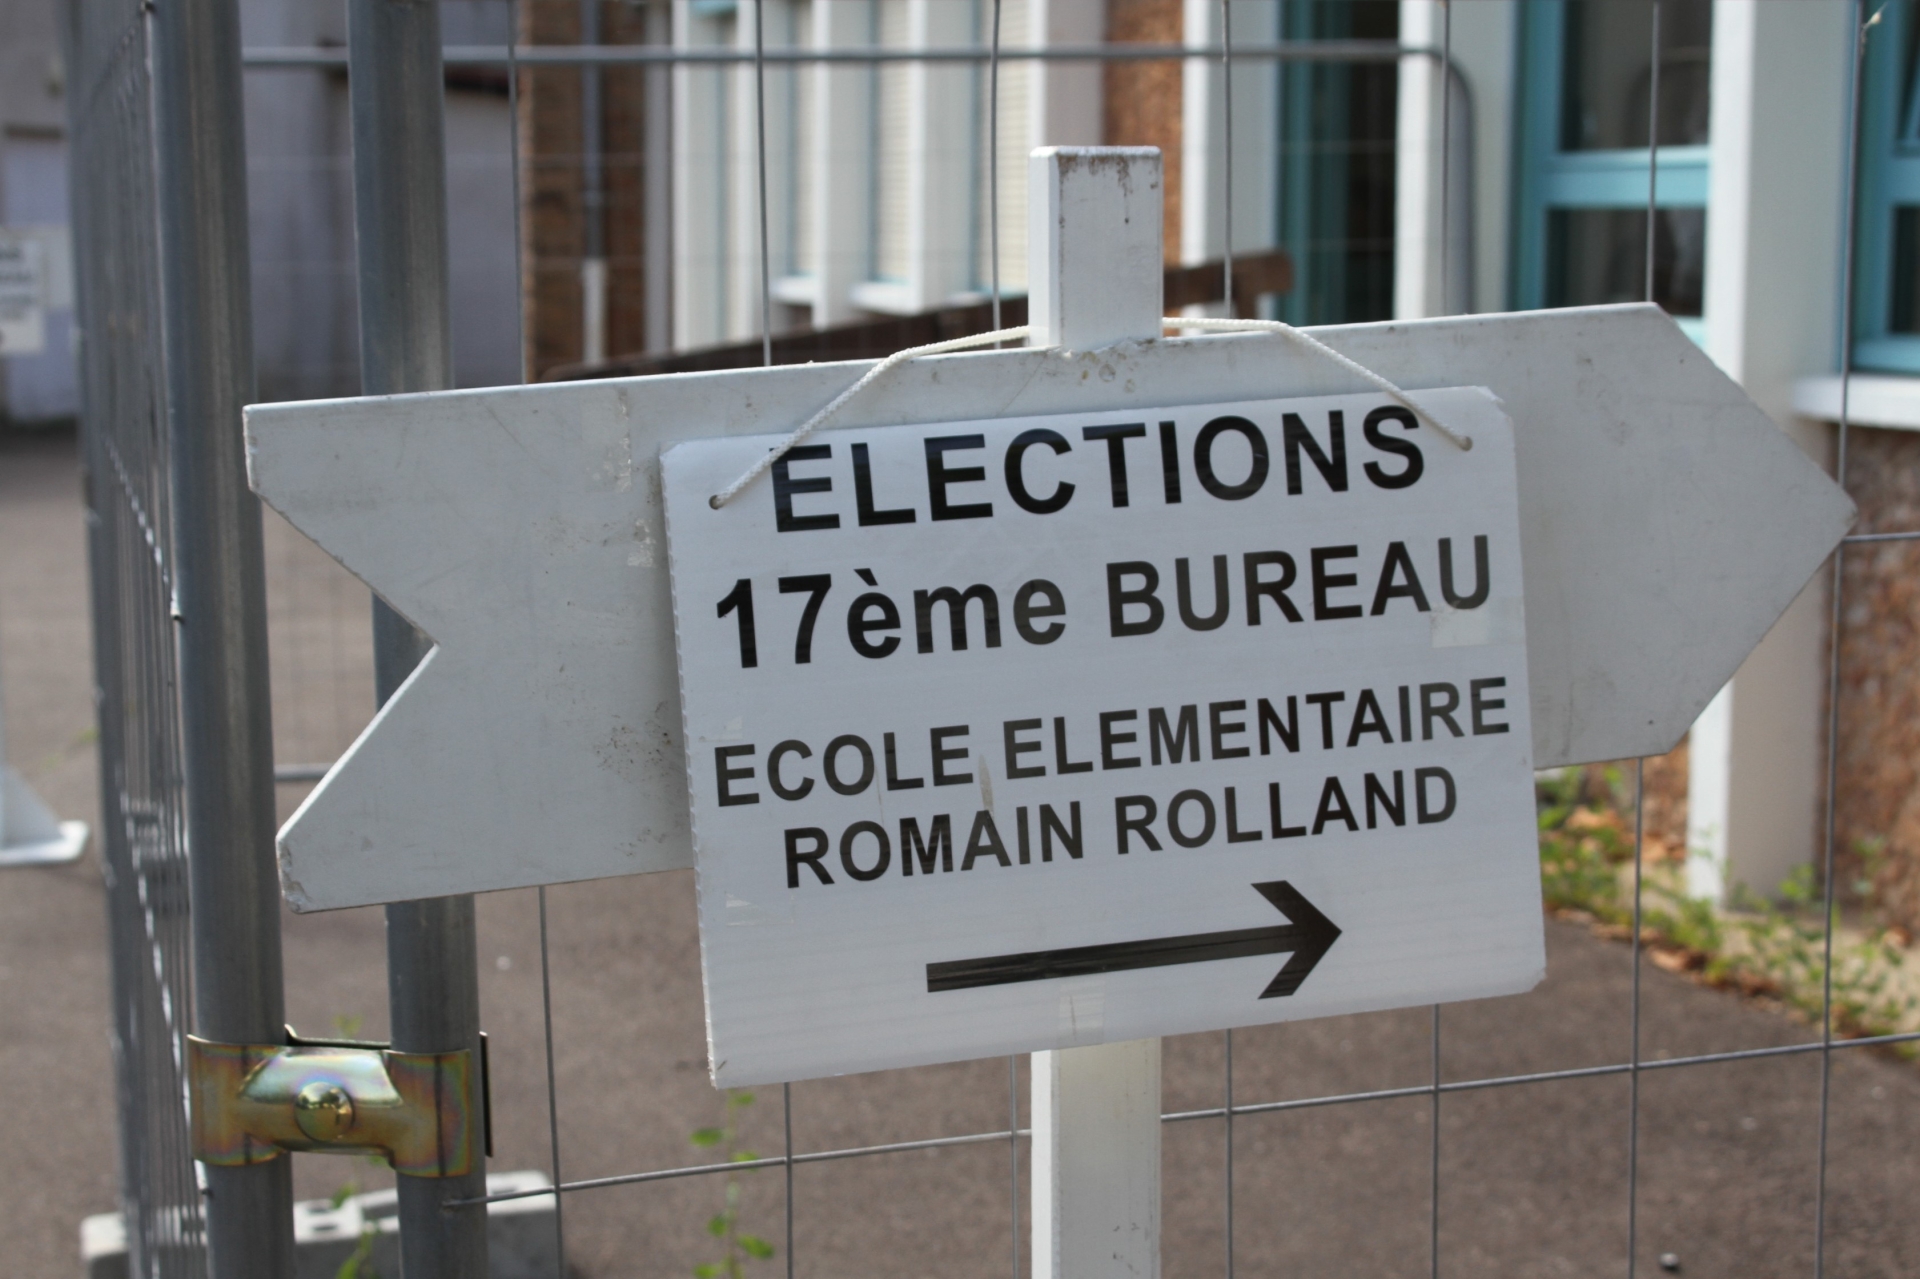 ELECTIONS
17ème BUREAU
ECOLE ELEMENTAIRE
ROMAIN ROLLAND